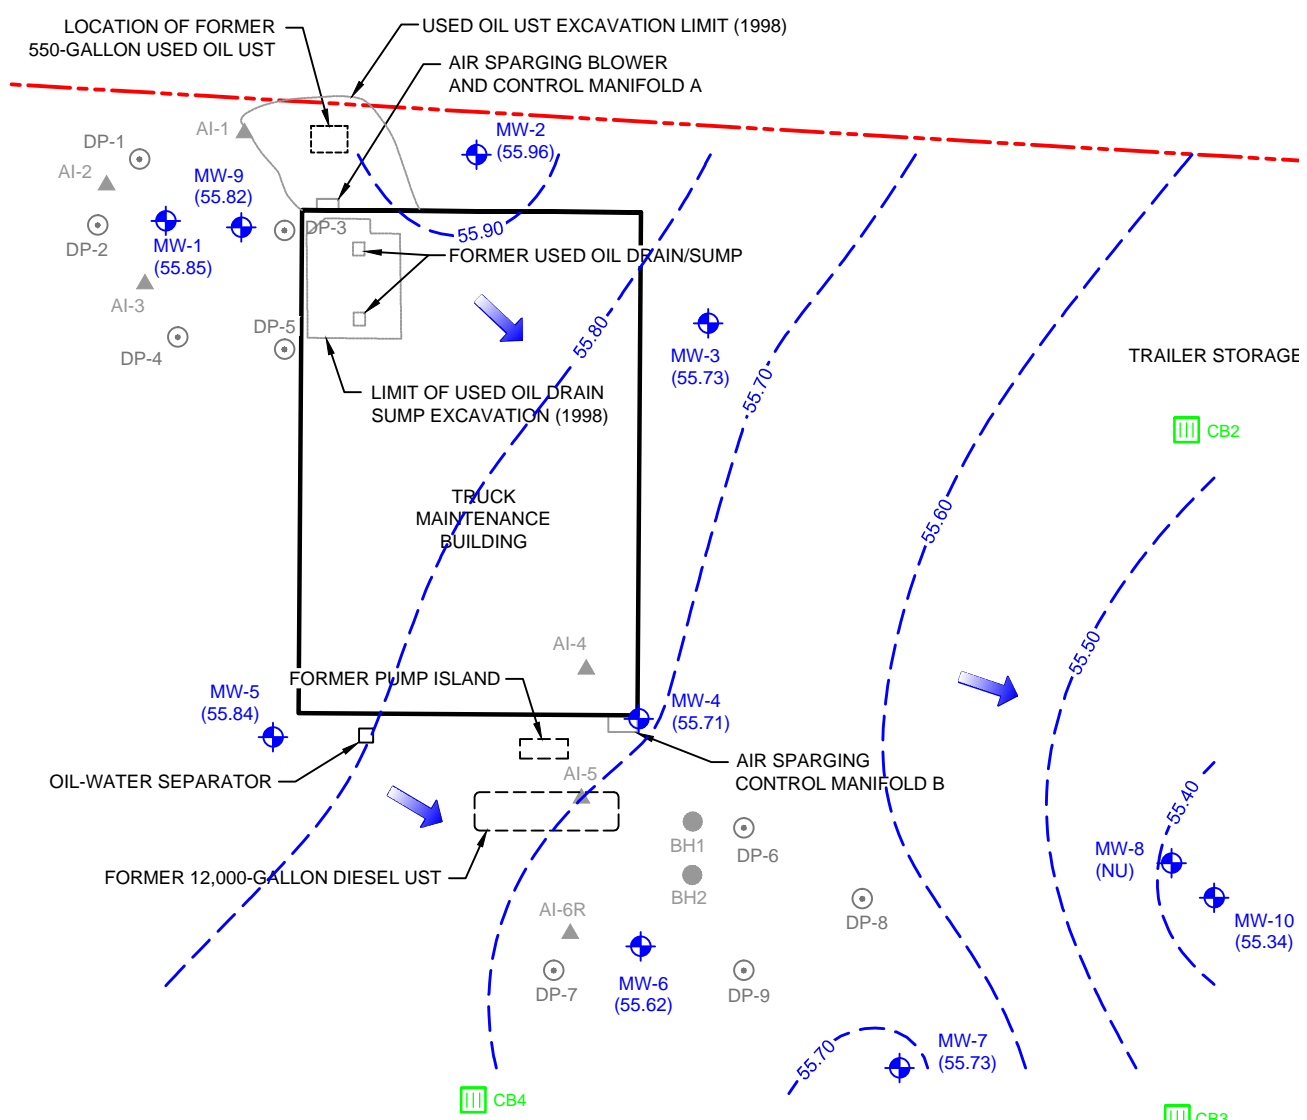 LOCATION OF FORMER
550-GALLON USED OIL UST
USED OIL UST EXCAVATION LIMIT (1998)
AIR SPARGING BLOWER
AND CONTROL MANIFOLD A
AI-1
DP-1
AI-2
MW-9
(55.82)
MW-2
(55.96)
DP-2
MW-1
(55.85)
DP-3
55.90
FORMER USED OIL DRAIN/SUMP
AI-3
DP-4
DP-5
55.80
MW-3
(55.73)
55.70
TRAILER STORAGE
LIMIT OF USED OIL DRAIN
SUMP EXCAVATION (1998)
CB2
TRUCK
MAINTENANCE
BUILDING
55.60
55.50
AI-4
FORMER PUMP ISLAND
MW-5
(55.84)
MW-4
(55.71)
OIL-WATER SEPARATOR
AI-5
AIR SPARGING
CONTROL MANIFOLD B
55.40
BH1
DP-6
MW-8
(NU)
FORMER 12,000-GALLON DIESEL UST
BH2
AI-6R
DP-8
MW-10
(55.34)
DP-7
MW-6
(55.62)
DP-9
55.70
MW-7
(55.73)
CB4
CB3